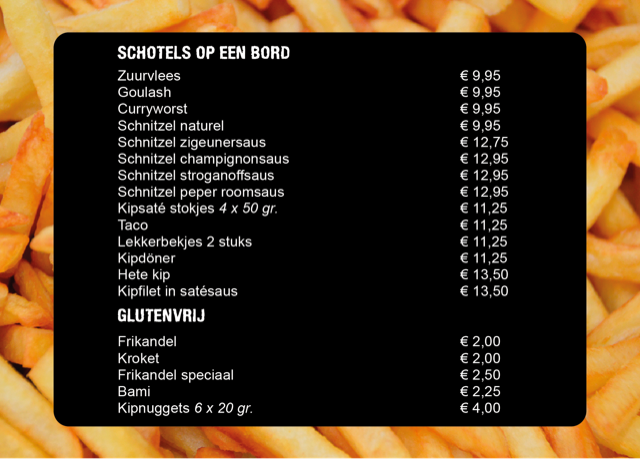 SCHOTELS OP EEN BORD
Zuurvlees € 9,95
Goulash € 9,95
Curryworst € 9,95
Schnitzel naturel € 9,95
Schnitzel zigeunersaus € 12,75
Schnitzel champignonsaus € 12,95
Schnitzel stroganoffsaus € 12,95
Schnitzel peper roomsaus € 12,95
Kipsaté stokjes 4 x 50 gr. € 11,25
Taco € 11,25
Lekkerbekjes 2 stuks € 11,25
Kipdöner € 11,25
Hete kip € 13,50
Kipfilet in satésaus € 13,50
GLUTENVRIJ
Frikandel € 2,00
Kroket € 2,00
Frikandel speciaal € 2,50
Bami € 2,25
Kipnuggets 6 x 20 gr. € 4,00